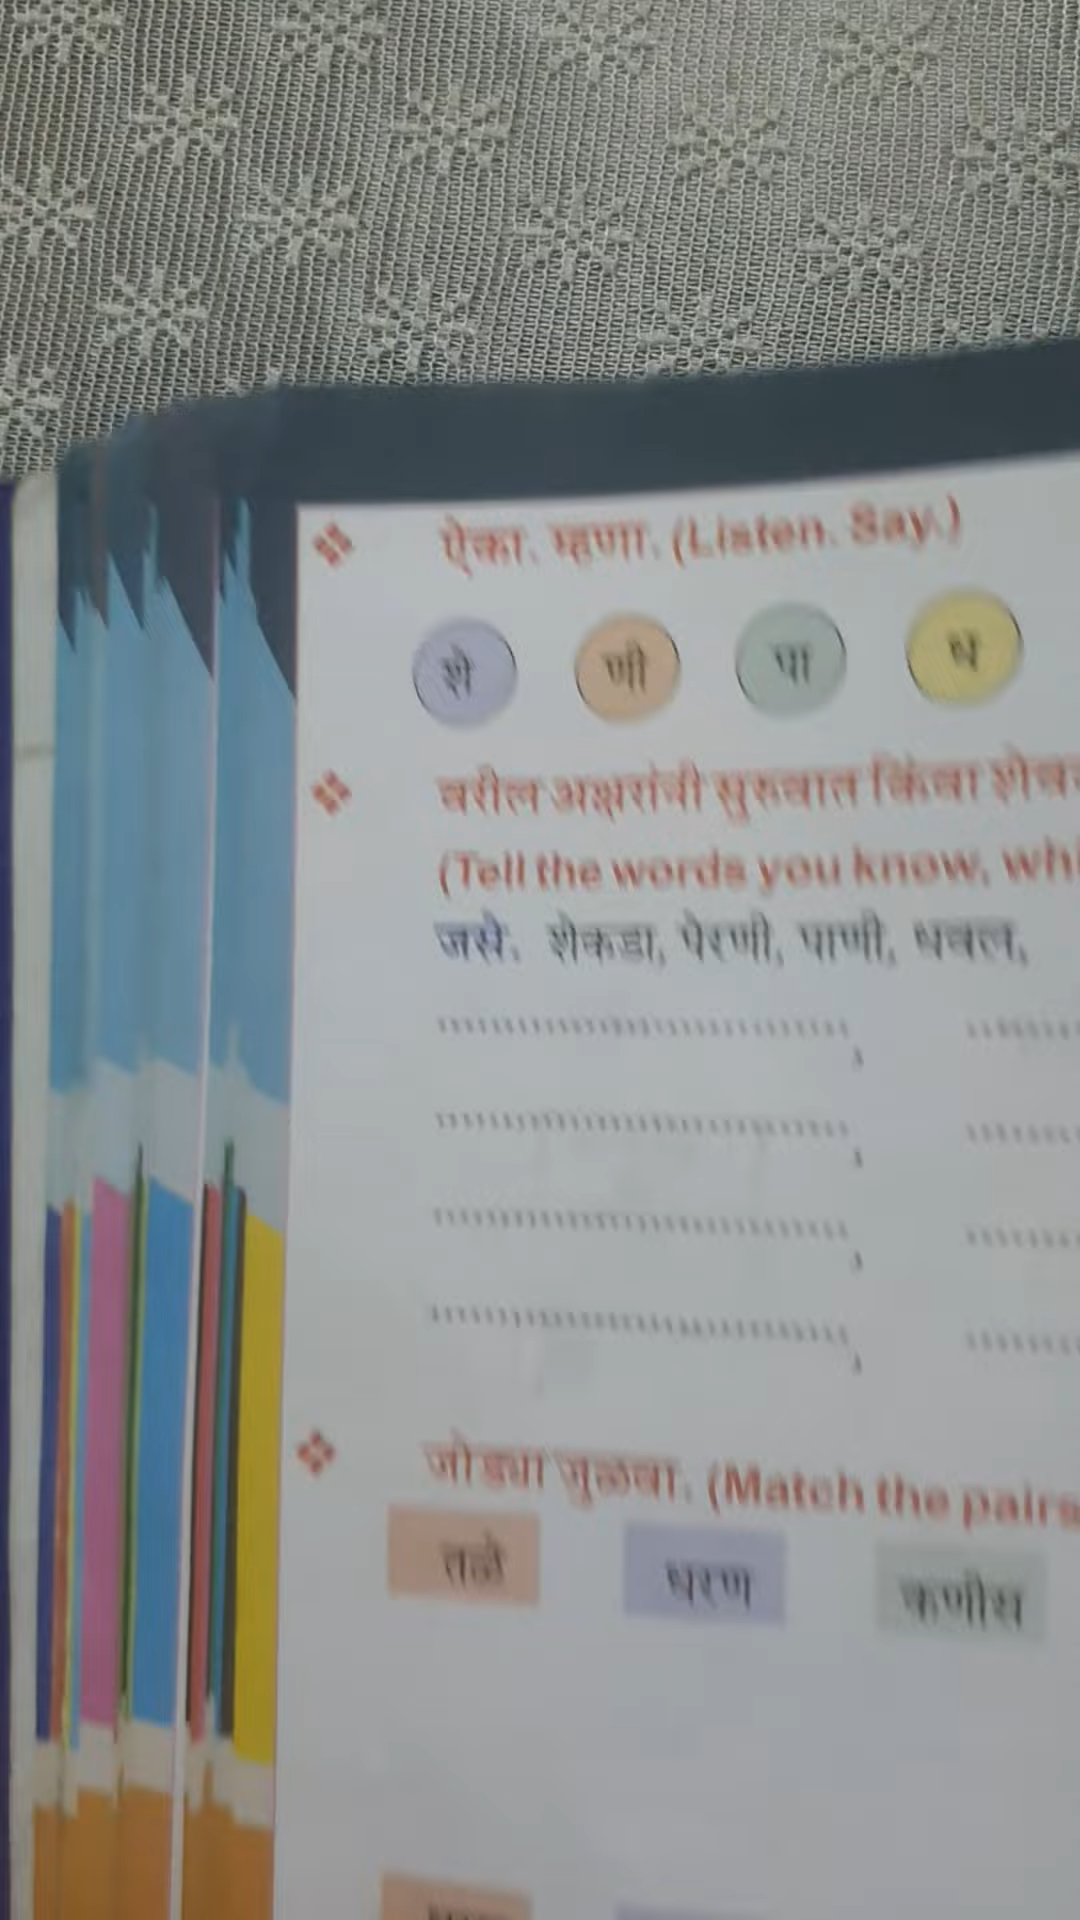 ऐका. म्हणा. (Listen. Say.)
शे णी पा ध
वरील अक्षरांनी सुरुवात किंवा
(Tell the words you know,
जसे. शेकडा, पेरणी, पाणी, धवल,
जोड्या जुळवा. (Match the pairs
तळे धरण कणीस